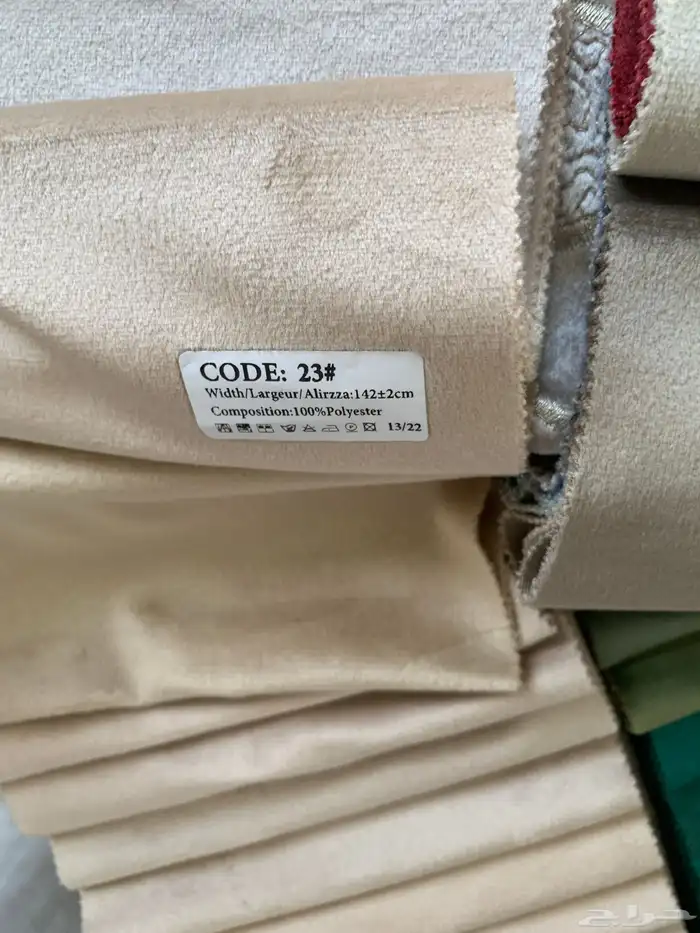 CODE: 23#
Width/Largeur/Alirzza:142±2cm
Composition:100%Polyester
13/22
حراج